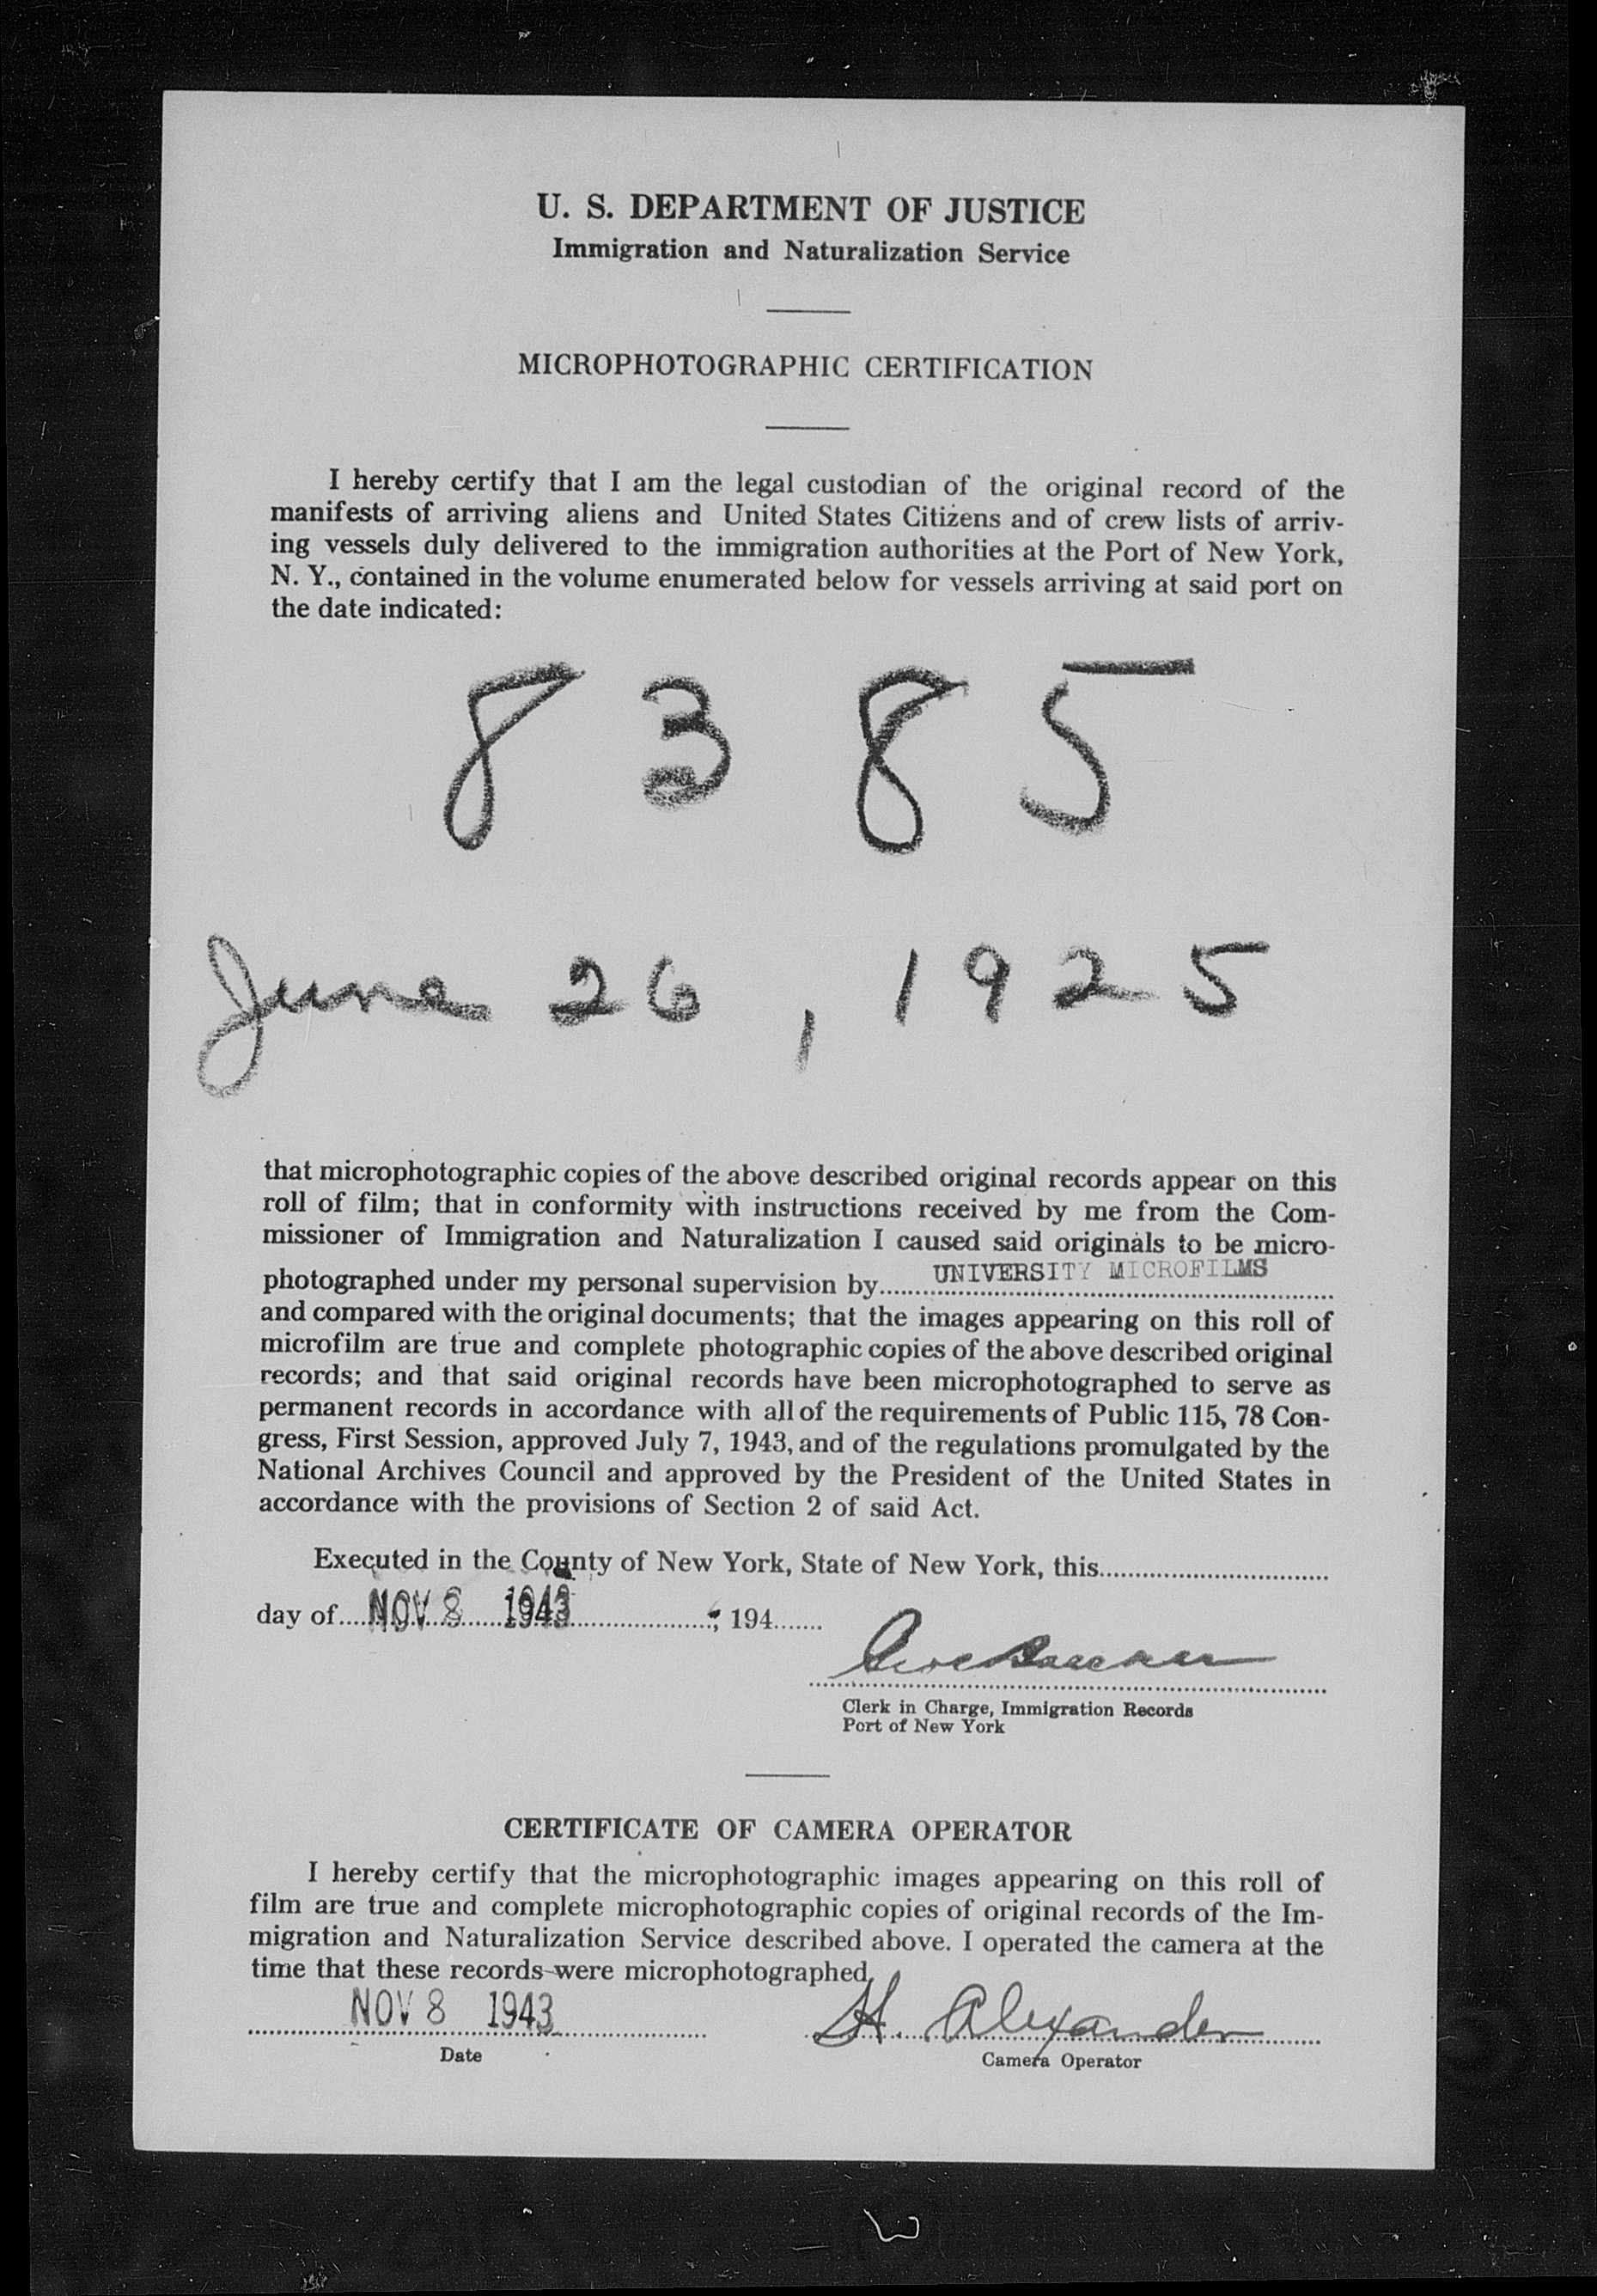 U. S. DEPARTMENT OF JUSTICE
Immigration and Naturalization Service
MICROPHOTOGRAPHIC CERTIFICATION
I hereby certify that I am the legal custodian of the original record of the
manifests of arriving aliens and United States Citizens and of crew lists of arriv-
ing vessels duly delivered to the immigration authorities at the Port of New York,
N. Y., contained in the volume enumerated below for vessels arriving at said port on
the date indicated:
8 3 8 5
June 26, 1925
that microphotographic copies of the above described original records appear on this
roll of film; that in conformity with instructions received by me from the Com-
missioner of Immigration and Naturalization I caused said originals to be micro-
photographed under my personal supervision by UNIVERSITY MICROFILMS
and compared with the original documents; that the images appearing on this roll of
microfilm are true and complete photographic copies of the above described original
records; and that said original records have been microphotographed to serve as
permanent records in accordance with all of the requirements of Public 115, 78 Con-
gress, First Session, approved July 7, 1943, and of the regulations promulgated by the
National Archives Council and approved by the President of the United States in
accordance with the provisions of Section 2 of said Act.
Executed in the County of New York, State of New York, this
day of NOV 8 1943, 194
Clerk in Charge, Immigration Records
Port of New York
CERTIFICATE OF CAMERA OPERATOR
I hereby certify that the microphotographic images appearing on this roll of
film are true and complete microphotographic copies of original records of the Im-
migration and Naturalization Service described above. I operated the camera at the
time that these records were microphotographed.
NOV 8 1943 H. Alexander
Date Camera Operator